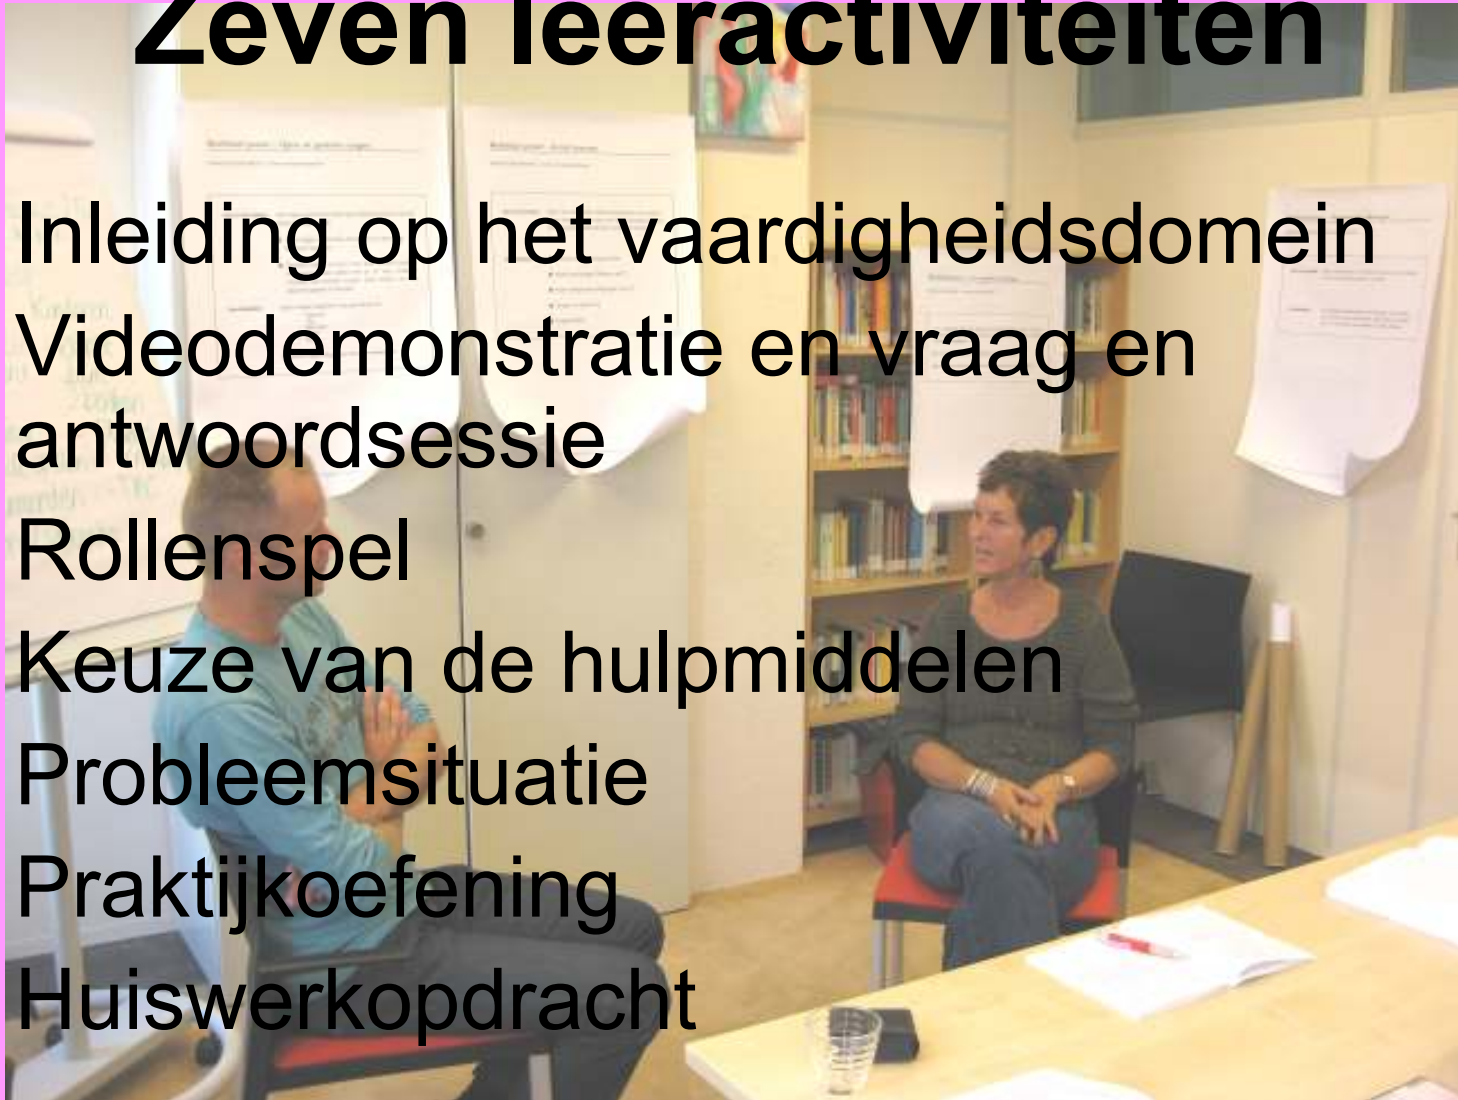 Zeven leeractiviteiten
Inleiding op het vaardigheidsdomein
Videodemonstratie en vraag en
antwoordsessie
Rollenspel
Keuze van de hulpmiddelen
Probleemsituatie
Praktijkoefening
Huiswerkopdracht